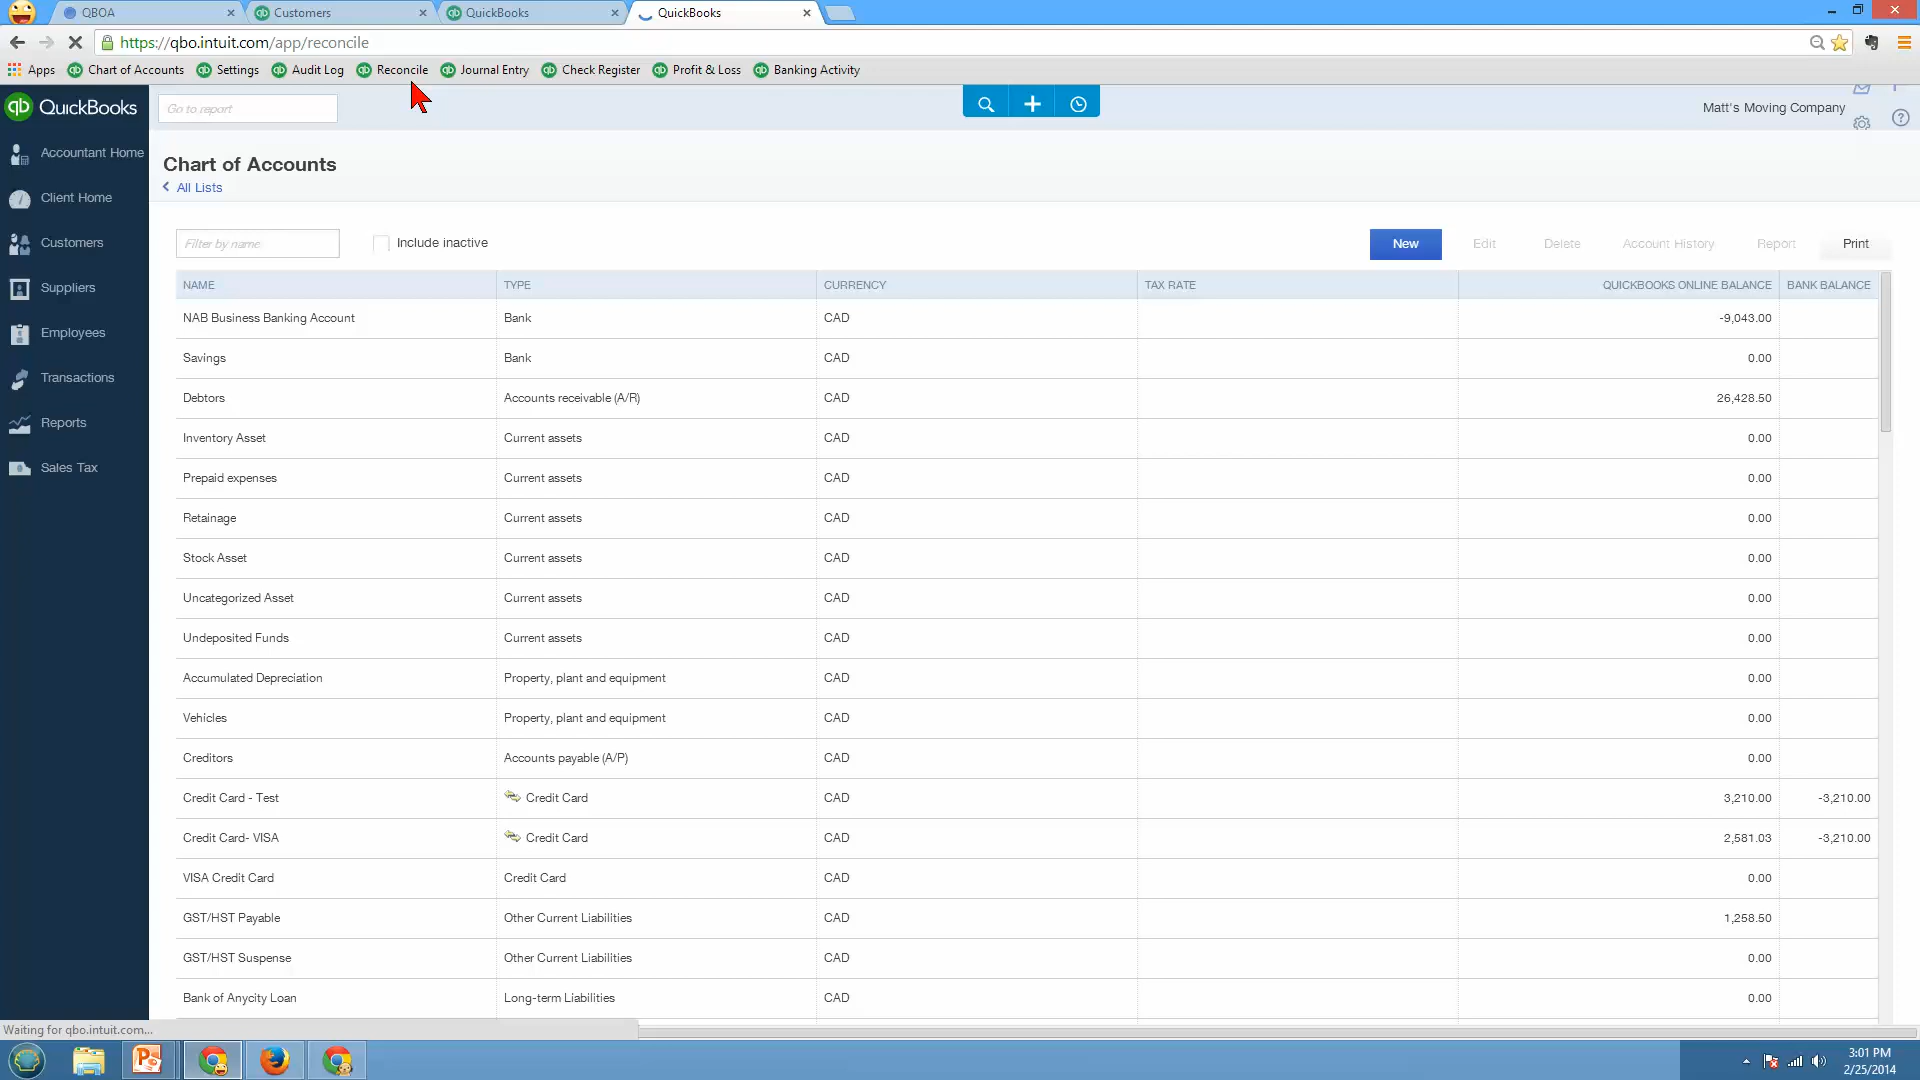 QBOA
Customers
QuickBooks
QuickBooks
https://qbo.intuit.com/app/reconcile
Apps
Chart of Accounts
Settings
Audit Log
Reconcile
Journal Entry
Check Register
Profit & Loss
Banking Activity
qb QuickBooks
Go to report
Matt's Moving Company
Accountant Home
Client Home
Customers
Suppliers
Employees
Transactions
Reports
Sales Tax
Chart of Accounts
All Lists
Filter by name
Include inactive
New Edit Delete Account History Report Print
NAME TYPE CURRENCY TAX RATE QUICKBOOKS ONLINE BALANCE BANK BALANCE
NAB Business Banking Account Bank CAD -9,043.00
Savings Bank CAD 0.00
Debtors Accounts receivable (A/R) CAD 26,428.50
Inventory Asset Current assets CAD 0.00
Prepaid expenses Current assets CAD 0.00
Retainage Current assets CAD 0.00
Stock Asset Current assets CAD 0.00
Uncategorized Asset Current assets CAD 0.00
Undeposited Funds Current assets CAD 0.00
Accumulated Depreciation Property, plant and equipment CAD 0.00
Vehicles Property, plant and equipment CAD 0.00
Creditors Accounts payable (A/P) CAD 0.00
Credit Card - Test Credit Card CAD 3,210.00 -3,210.00
Credit Card- VISA Credit Card CAD 2,581.03 -3,210.00
VISA Credit Card Credit Card CAD 0.00
GST/HST Payable Other Current Liabilities CAD 1,258.50
GST/HST Suspense Other Current Liabilities CAD 0.00
Bank of Anycity Loan Long-term Liabilities CAD 0.00
Waiting for qbo.intuit.com...
3:01 PM
2/25/2014